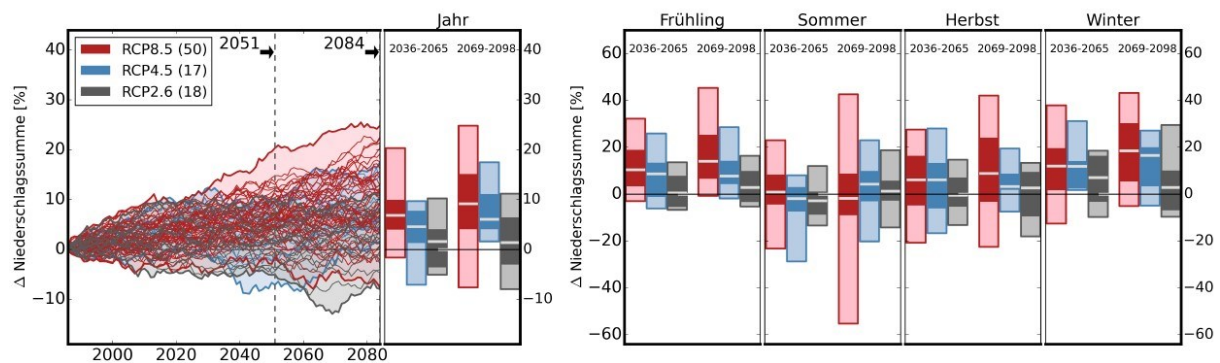 Jahr
Frühling Sommer Herbst Winter
40 2051 2084 2036-2065 2069-2098 40
RCP8.5 (50)
RCP4.5 (17)
RCP2.6 (18)
30 30
20 20
10 10
0 0
−10 −10
Δ Niederschlagssumme [%]
2000 2020 2040 2060 2080
60 2036-2065 2069-2098 2036-2065 2069-2098 2036-2065 2069-2098 2036-2065 2069-2098 60
40 40
20 20
0 0
−20 −20
−40 −40
−60 −60
Δ Niederschlagssumme [%]